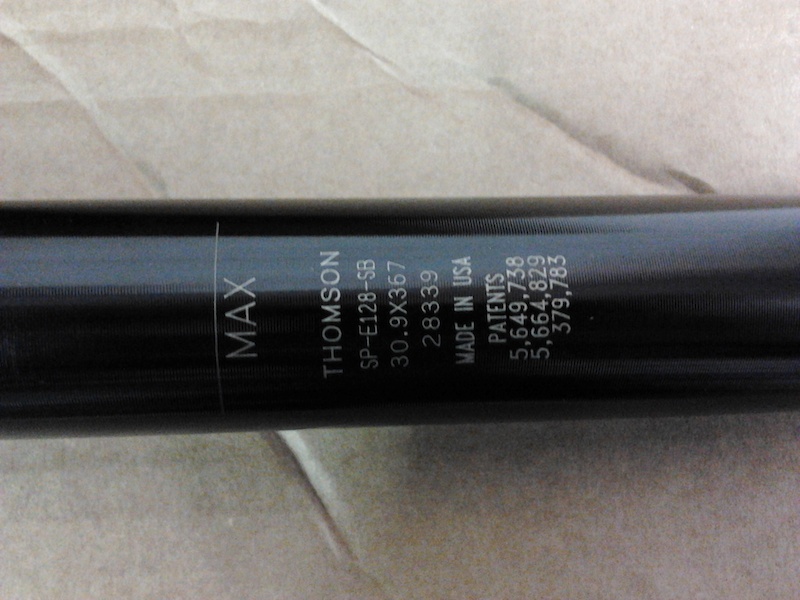 MAX
THOMSON
SP-E128-SB
30.9X367
28339
MADE IN USA
PATENTS
5,649,738
5,664,829
379,783